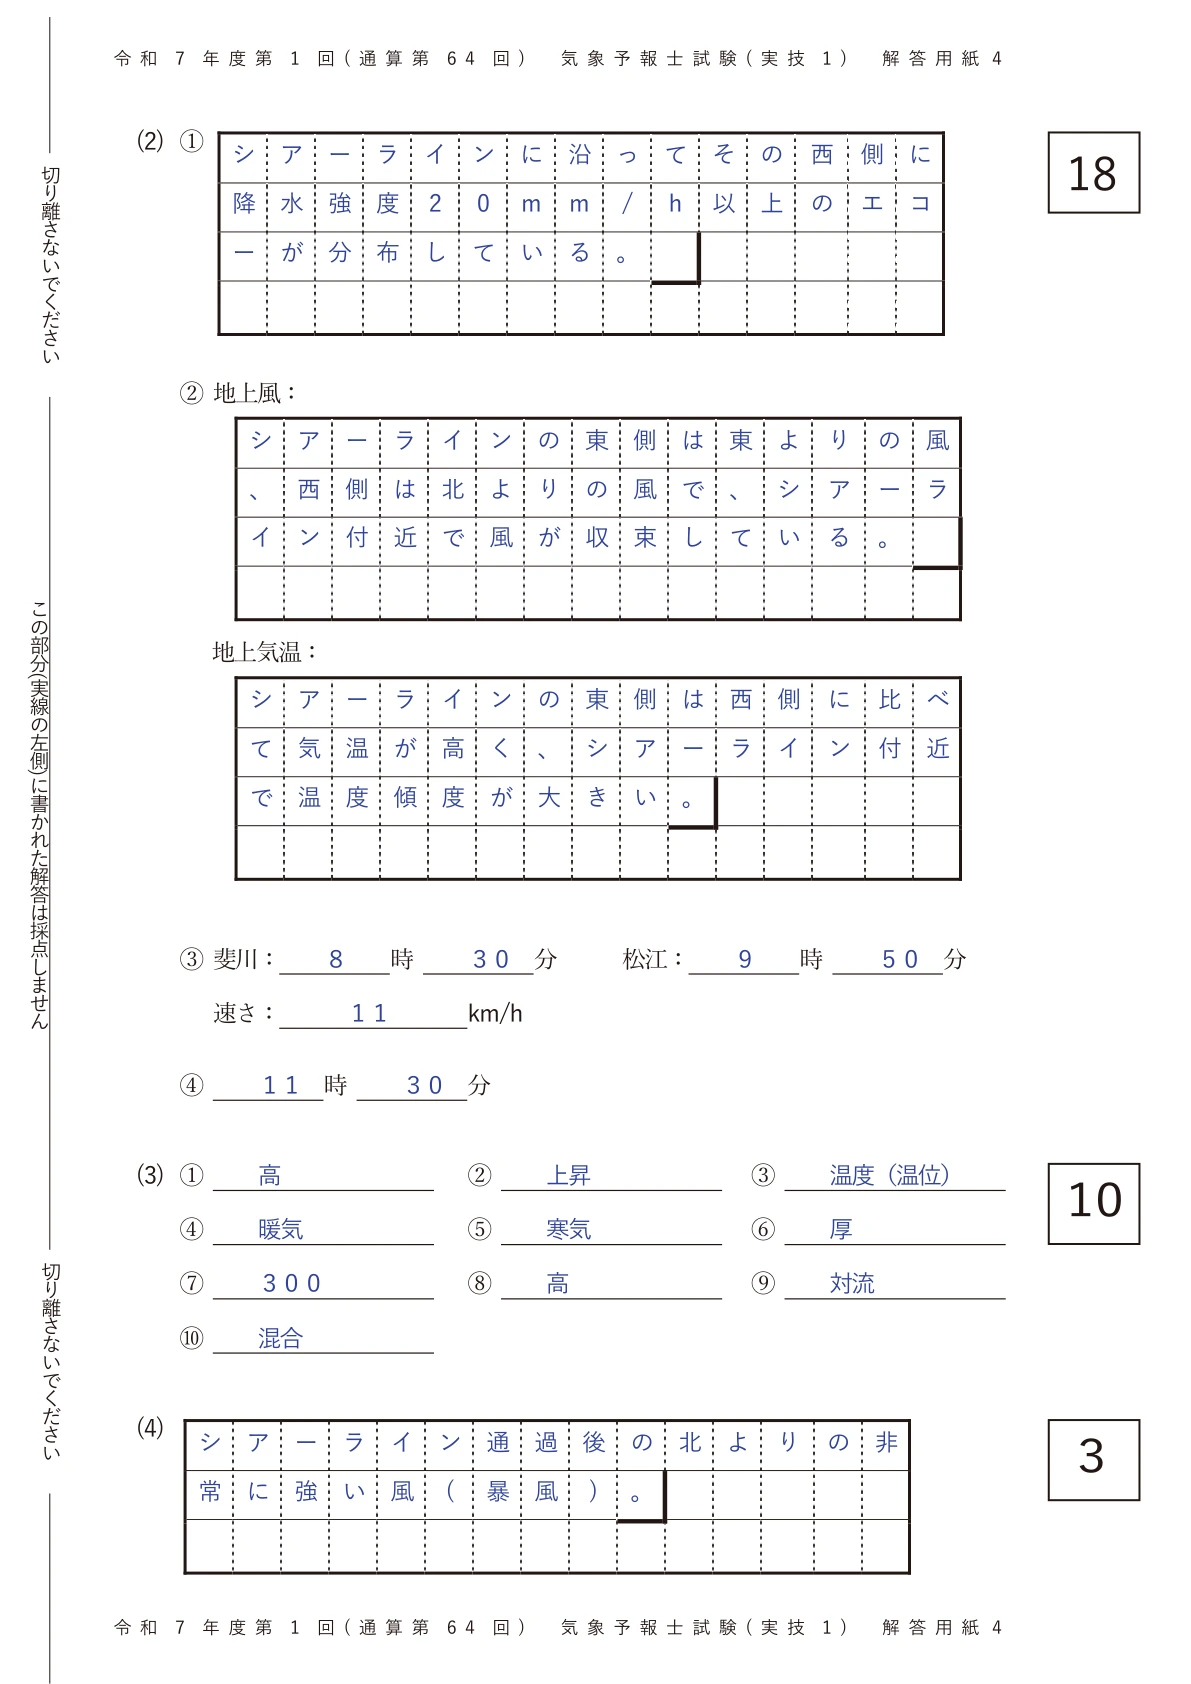 令和7年度第1回(通算第64回) 気象予報士試験(実技1) 解答用紙4
切り離さないでください
この部分(実線の左側)に書かれた解答は採点しません
切り離さないでください
(2) ①
シアーラインに沿ってその西側に
降水強度20mm/h以上のエコ
ーが分布している。
18
② 地上風：
シアーラインの東側は東よりの風
、西側は北よりの風で、シアーラ
イン付近で風が収束している。
地上気温：
シアーラインの東側は西側に比べ
て気温が高く、シアーライン付近
で温度傾度が大きい。
③ 斐川： 8 時 30 分 松江： 9 時 50 分
速さ： 11 km/h
④ 11 時 30 分
(3) ① 高 ② 上昇 ③ 温度（温位）
10
④ 暖気 ⑤ 寒気 ⑥ 厚
⑦ 300 ⑧ 高 ⑨ 対流
⑩ 混合
(4)
シアーライン通過後の北よりの非
常に強い風(暴風)。
3
令和7年度第1回(通算第64回) 気象予報士試験(実技1) 解答用紙4